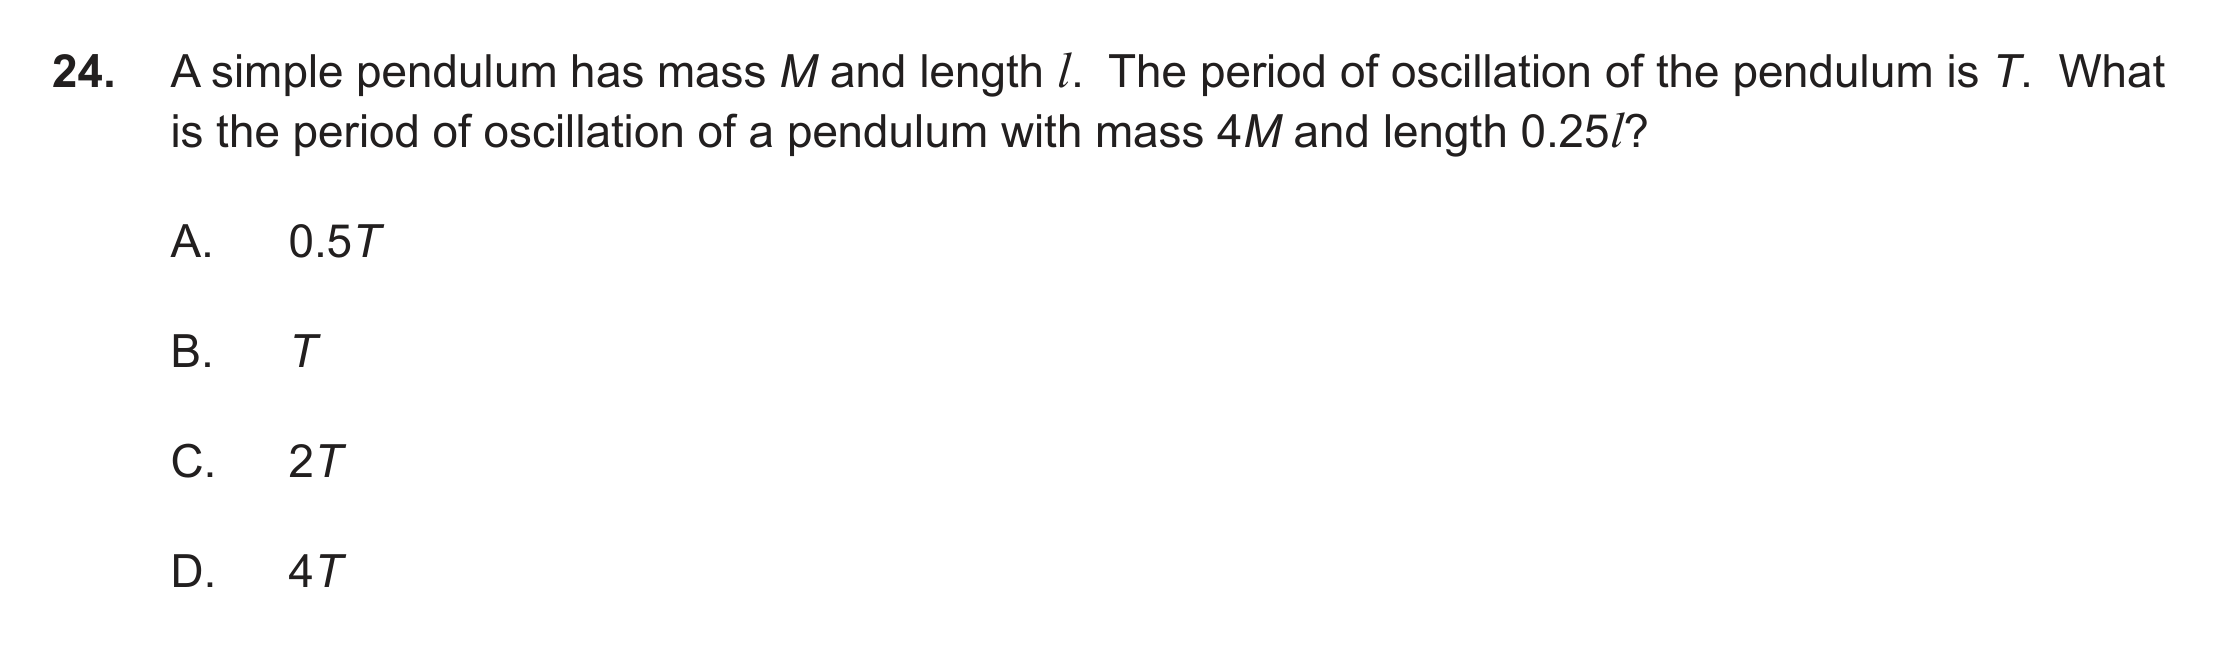 24. A simple pendulum has mass M and length l. The period of oscillation of the pendulum is T. What
is the period of oscillation of a pendulum with mass 4M and length 0.25l?
A. 0.5T
B. T
C. 2T
D. 4T